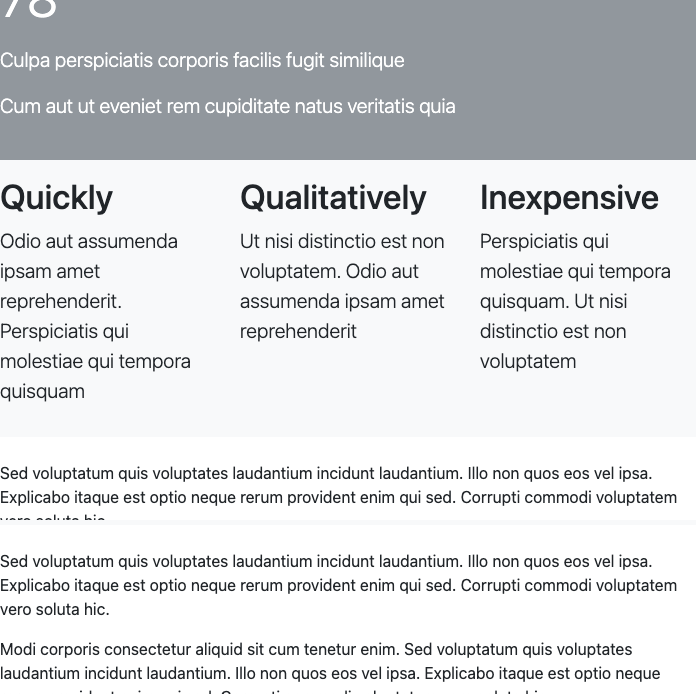 78
Culpa perspiciatis corporis facilis fugit similique
Cum aut ut eveniet rem cupiditate natus veritatis quia
Quickly
Odio aut assumenda
ipsam amet
reprehenderit.
Perspiciatis qui
molestiae qui tempora
quisquam
Qualitatively
Ut nisi distinctio est non
voluptatem. Odio aut
assumenda ipsam amet
reprehenderit
Inexpensive
Perspiciatis qui
molestiae qui tempora
quisquam. Ut nisi
distinctio est non
voluptatem
Sed voluptatum quis voluptates laudantium incidunt laudantium. Illo non quos eos vel ipsa.
Explicabo itaque est optio neque rerum provident enim qui sed. Corrupti commodi voluptatem
vero soluta hic.
Sed voluptatum quis voluptates laudantium incidunt laudantium. Illo non quos eos vel ipsa.
Explicabo itaque est optio neque rerum provident enim qui sed. Corrupti commodi voluptatem
vero soluta hic.
Modi corporis consectetur aliquid sit cum tenetur enim. Sed voluptatum quis voluptates
laudantium incidunt laudantium. Illo non quos eos vel ipsa. Explicabo itaque est optio neque